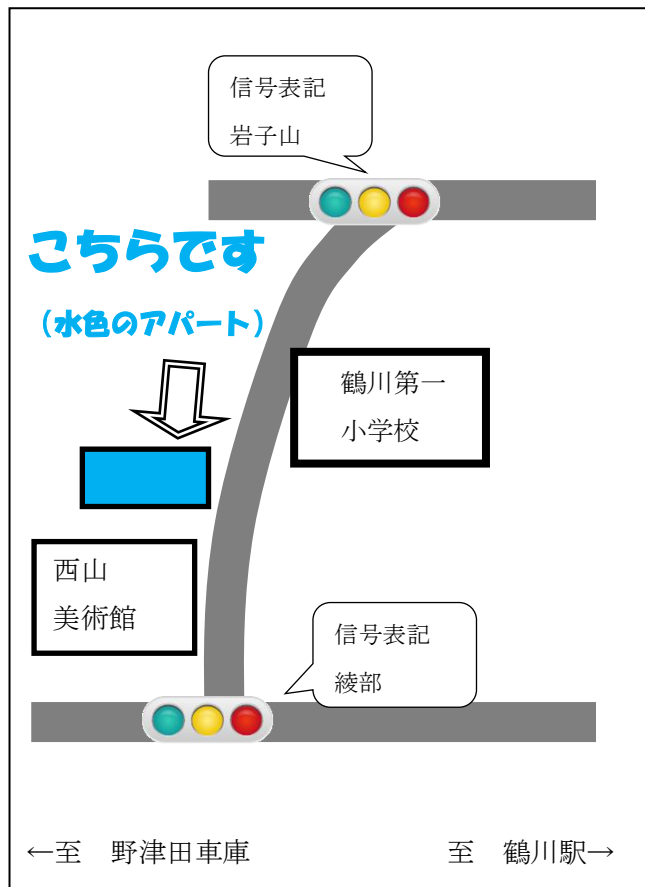 信号表記
岩子山
こちらです
（水色のアパート）
鶴川第一
小学校
西山
美術館
信号表記
綾部
←至　野津田車庫
至　鶴川駅→